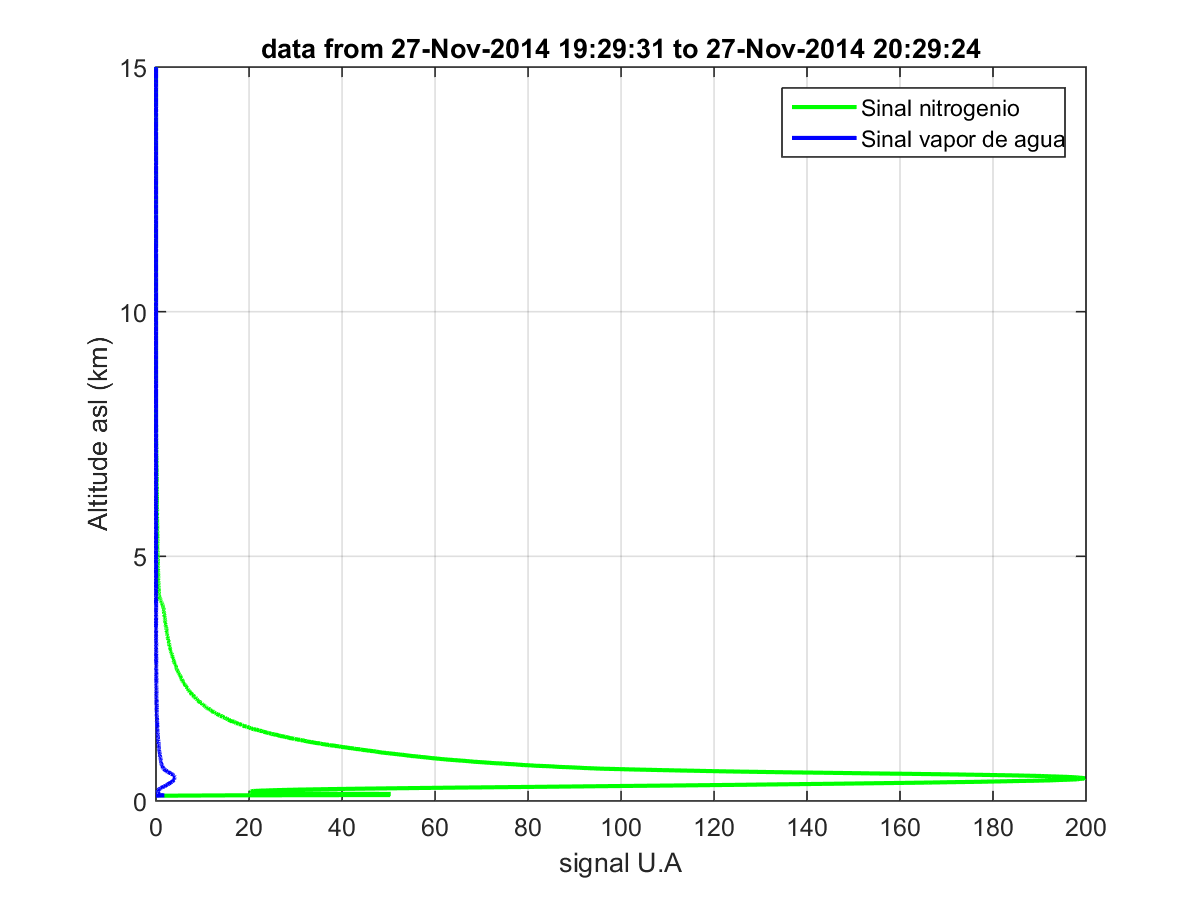 data from 27-Nov-2014 19:29:31 to 27-Nov-2014 20:29:24
Sinal nitrogenio
Sinal vapor de agua
15
10
5
0
Altitude asl (km)
0 20 40 60 80 100 120 140 160 180 200
signal U.A